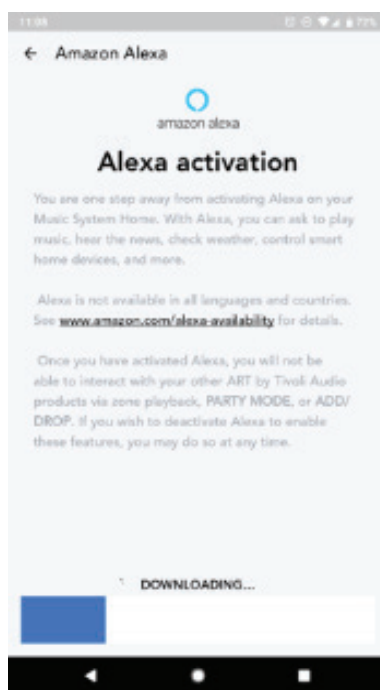 11:09
77%
Amazon Alexa
amazon alexa
Alexa activation
You are one step away from activating Alexa on your
Music System Home. With Alexa, you can ask to play
music, hear the news, check weather, control smart
home devices, and more.
Alexa is not available in all languages and countries.
See www.amazon.com/alexa-availability for details.
Once you have activated Alexa, you will not be
able to interact with your other ART by Tivoli Audio
products via zone playback, PARTY MODE, or ADD/
DROP. If you wish to deactivate Alexa to enable
these features, you may do so at any time.
DOWNLOADING...